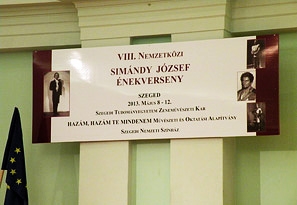 VIII. NEMZETKÖZI
SIMÁNDY JÓZSEF
ÉNEKVERSENY
SZEGED
2013. MÁJUS 8 - 12.
SZEGEDI TUDOMÁNYEGYETEM ZENEMŰVÉSZETI KAR
HAZÁM, HAZÁM TE MINDENEM MŰVÉSZETI ÉS OKTATÁSI ALAPÍTVÁNY
SZEGEDI NEMZETI SZÍNHÁZ